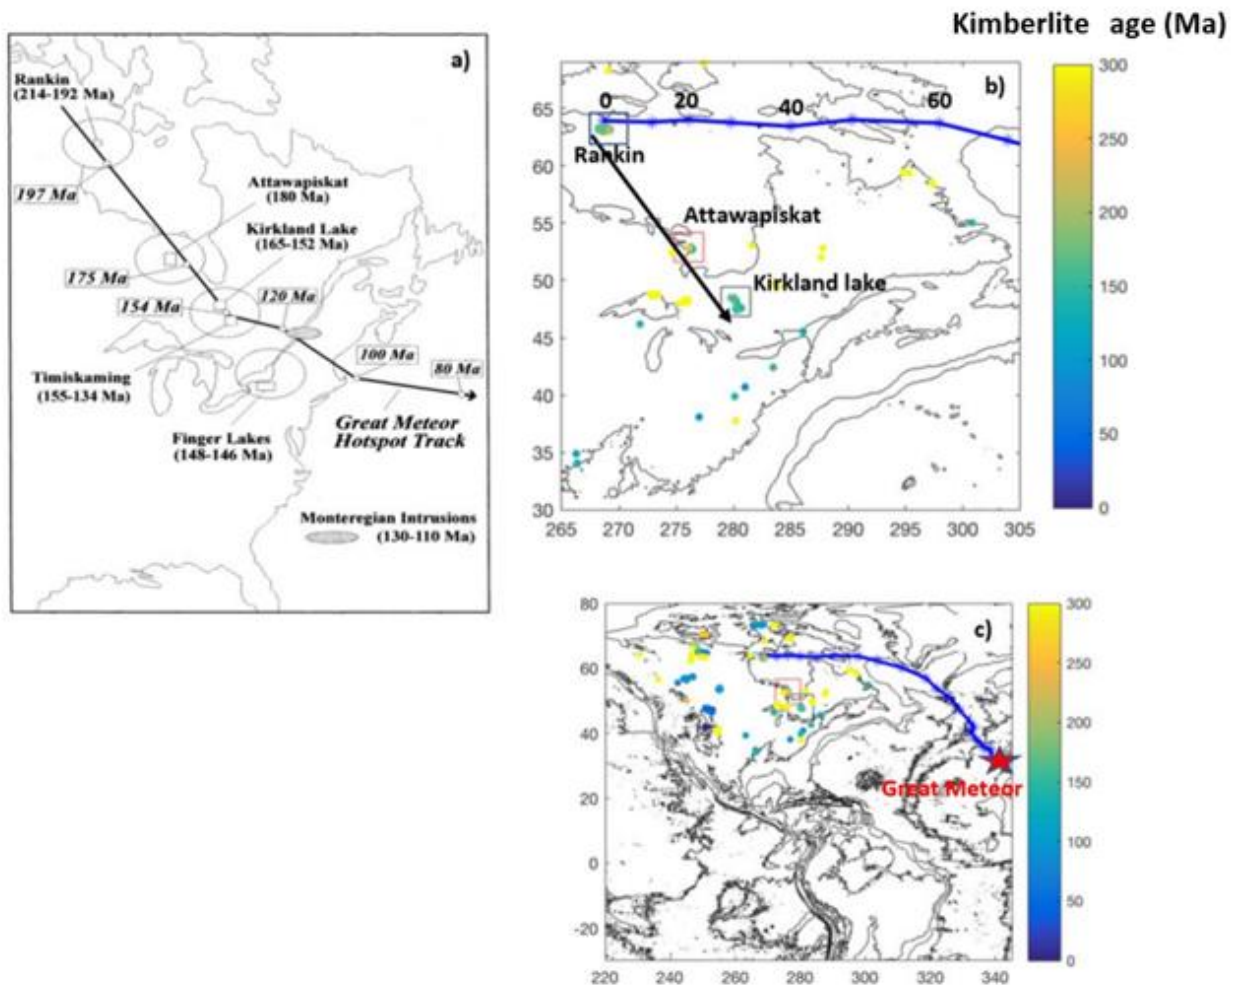 a)
Rankin
(214-192 Ma)
197 Ma
Attawapiskat
(180 Ma)
Kirkland Lake
(165-152 Ma)
175 Ma
154 Ma
120 Ma
100 Ma
80 Ma
Timiskaming
(155-134 Ma)
Great Meteor
Hotspot Track
Finger Lakes
(148-146 Ma)
Monteregian Intrusions
(130-110 Ma)
Kimberlite age (Ma)
b)
0 20 40 60
Rankin
Attawapiskat
Kirkland lake
65
60
55
50
45
40
35
30
265 270 275 280 285 290 295 300 305
300
250
200
150
100
50
0
c)
Great Meteor
80
60
40
20
0
-20
220 240 260 280 300 320 340
300
250
200
150
100
50
0